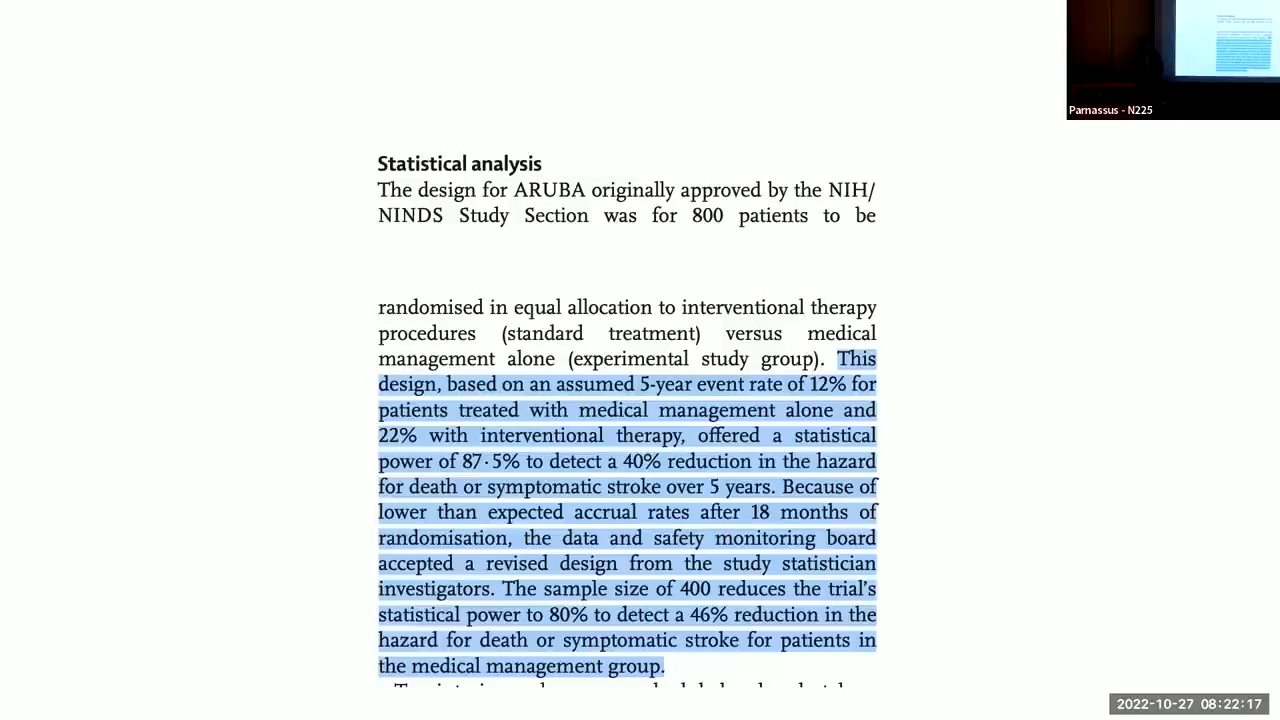 Parnassus - N225
Statistical analysis
The design for ARUBA originally approved by the NIH/
NINDS Study Section was for 800 patients to be
randomised in equal allocation to interventional therapy
procedures (standard treatment) versus medical
management alone (experimental study group). This
design, based on an assumed 5-year event rate of 12% for
patients treated with medical management alone and
22% with interventional therapy, offered a statistical
power of 87·5% to detect a 40% reduction in the hazard
for death or symptomatic stroke over 5 years. Because of
lower than expected accrual rates after 18 months of
randomisation, the data and safety monitoring board
accepted a revised design from the study statistician
investigators. The sample size of 400 reduces the trial's
statistical power to 80% to detect a 46% reduction in the
hazard for death or symptomatic stroke for patients in
the medical management group.
2022-10-27 08:22:17